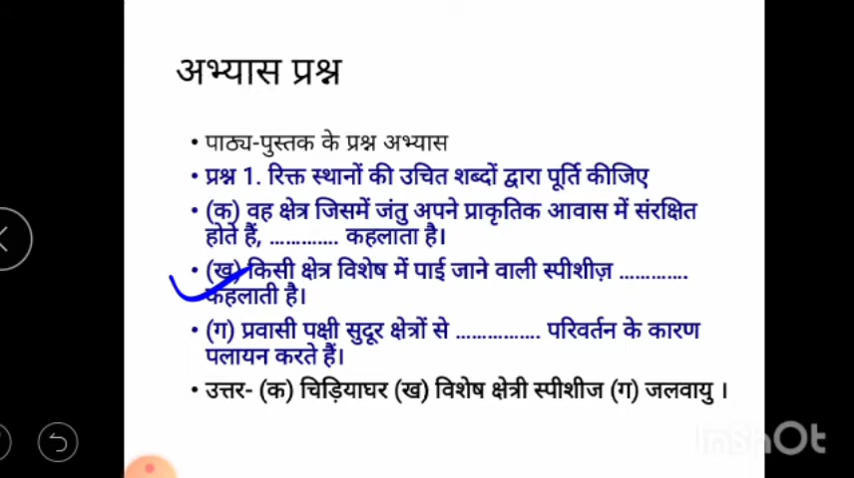 अभ्यास प्रश्न
• पाठ्य-पुस्तक के प्रश्न अभ्यास
• प्रश्न 1. रिक्त स्थानों की उचित शब्दों द्वारा पूर्ति कीजिए
• (क) वह क्षेत्र जिसमें जंतु अपने प्राकृतिक आवास में संरक्षित
होते हैं, …………. कहलाता है।
• (ख) किसी क्षेत्र विशेष में पाई जाने वाली स्पीशीज़ ………….
कहलाती है।
• (ग) प्रवासी पक्षी सुदूर क्षेत्रों से ……………. परिवर्तन के कारण
पलायन करते हैं।
• उत्तर- (क) चिड़ियाघर (ख) विशेष क्षेत्री स्पीशीज (ग) जलवायु ।
InShOt